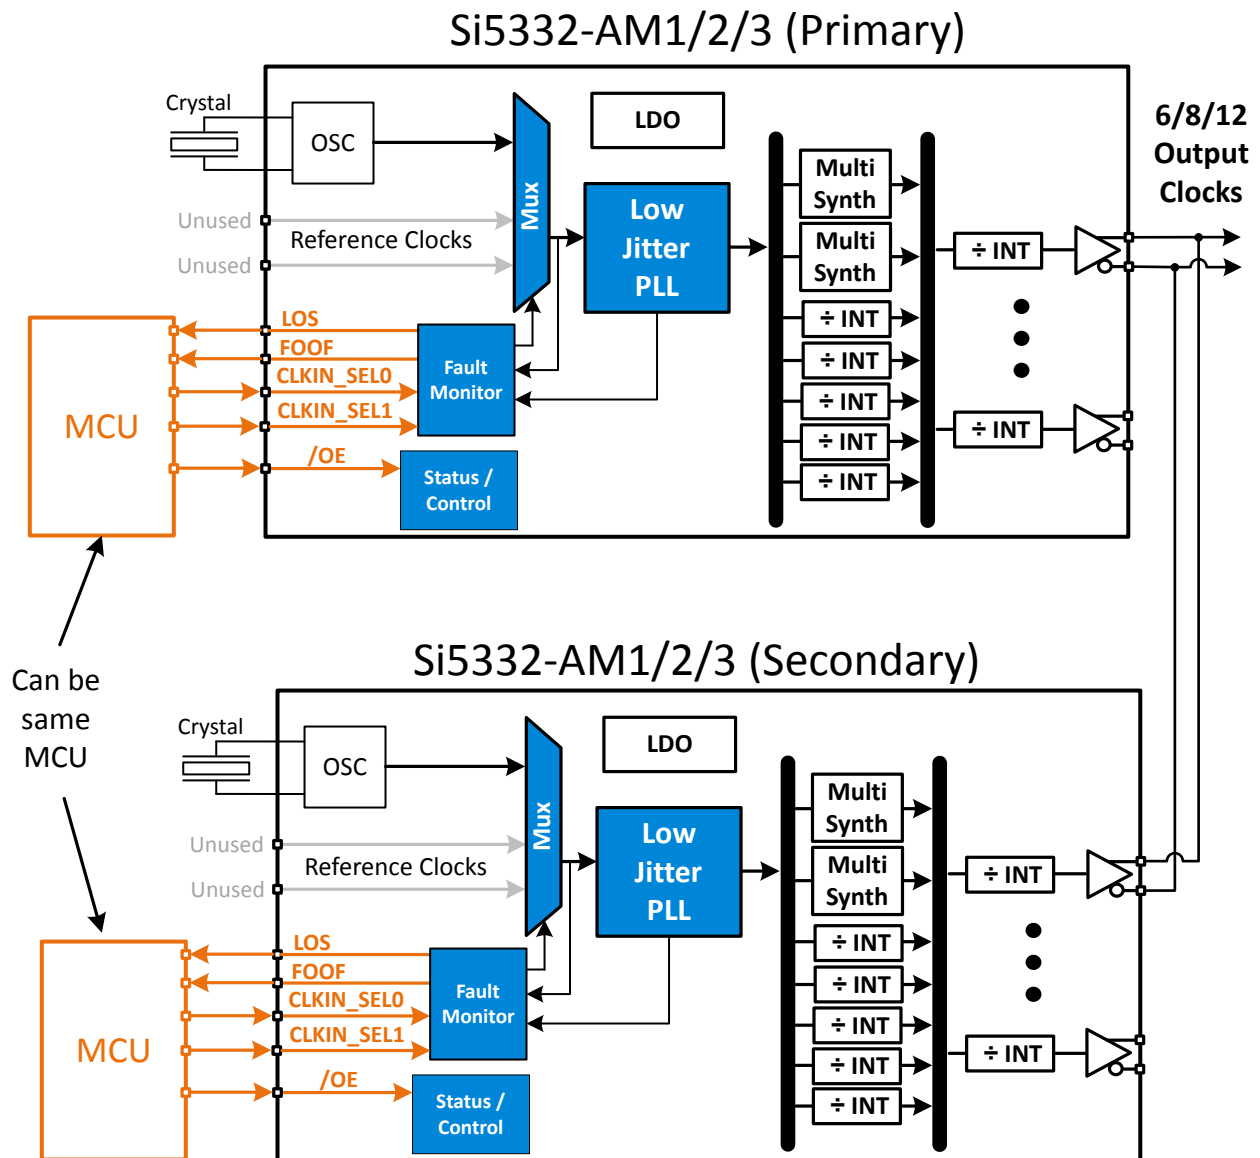 Si5332-AM1/2/3 (Primary)
Crystal
OSC
LDO
6/8/12
Output
Clocks
Mux
Multi
Synth
Unused
Reference Clocks
Unused
Low
Jitter
PLL
Multi
Synth
÷ INT
÷ INT
÷ INT
÷ INT
÷ INT
÷ INT
÷ INT
MCU
LOS
FOOF
CLKIN_SEL0
CLKIN_SEL1
/OE
Fault
Monitor
Status /
Control
Can be
same
MCU
Si5332-AM1/2/3 (Secondary)
Crystal
OSC
LDO
Mux
Multi
Synth
Unused
Reference Clocks
Unused
Low
Jitter
PLL
Multi
Synth
÷ INT
÷ INT
÷ INT
÷ INT
÷ INT
÷ INT
÷ INT
MCU
LOS
FOOF
CLKIN_SEL0
CLKIN_SEL1
/OE
Fault
Monitor
Status /
Control